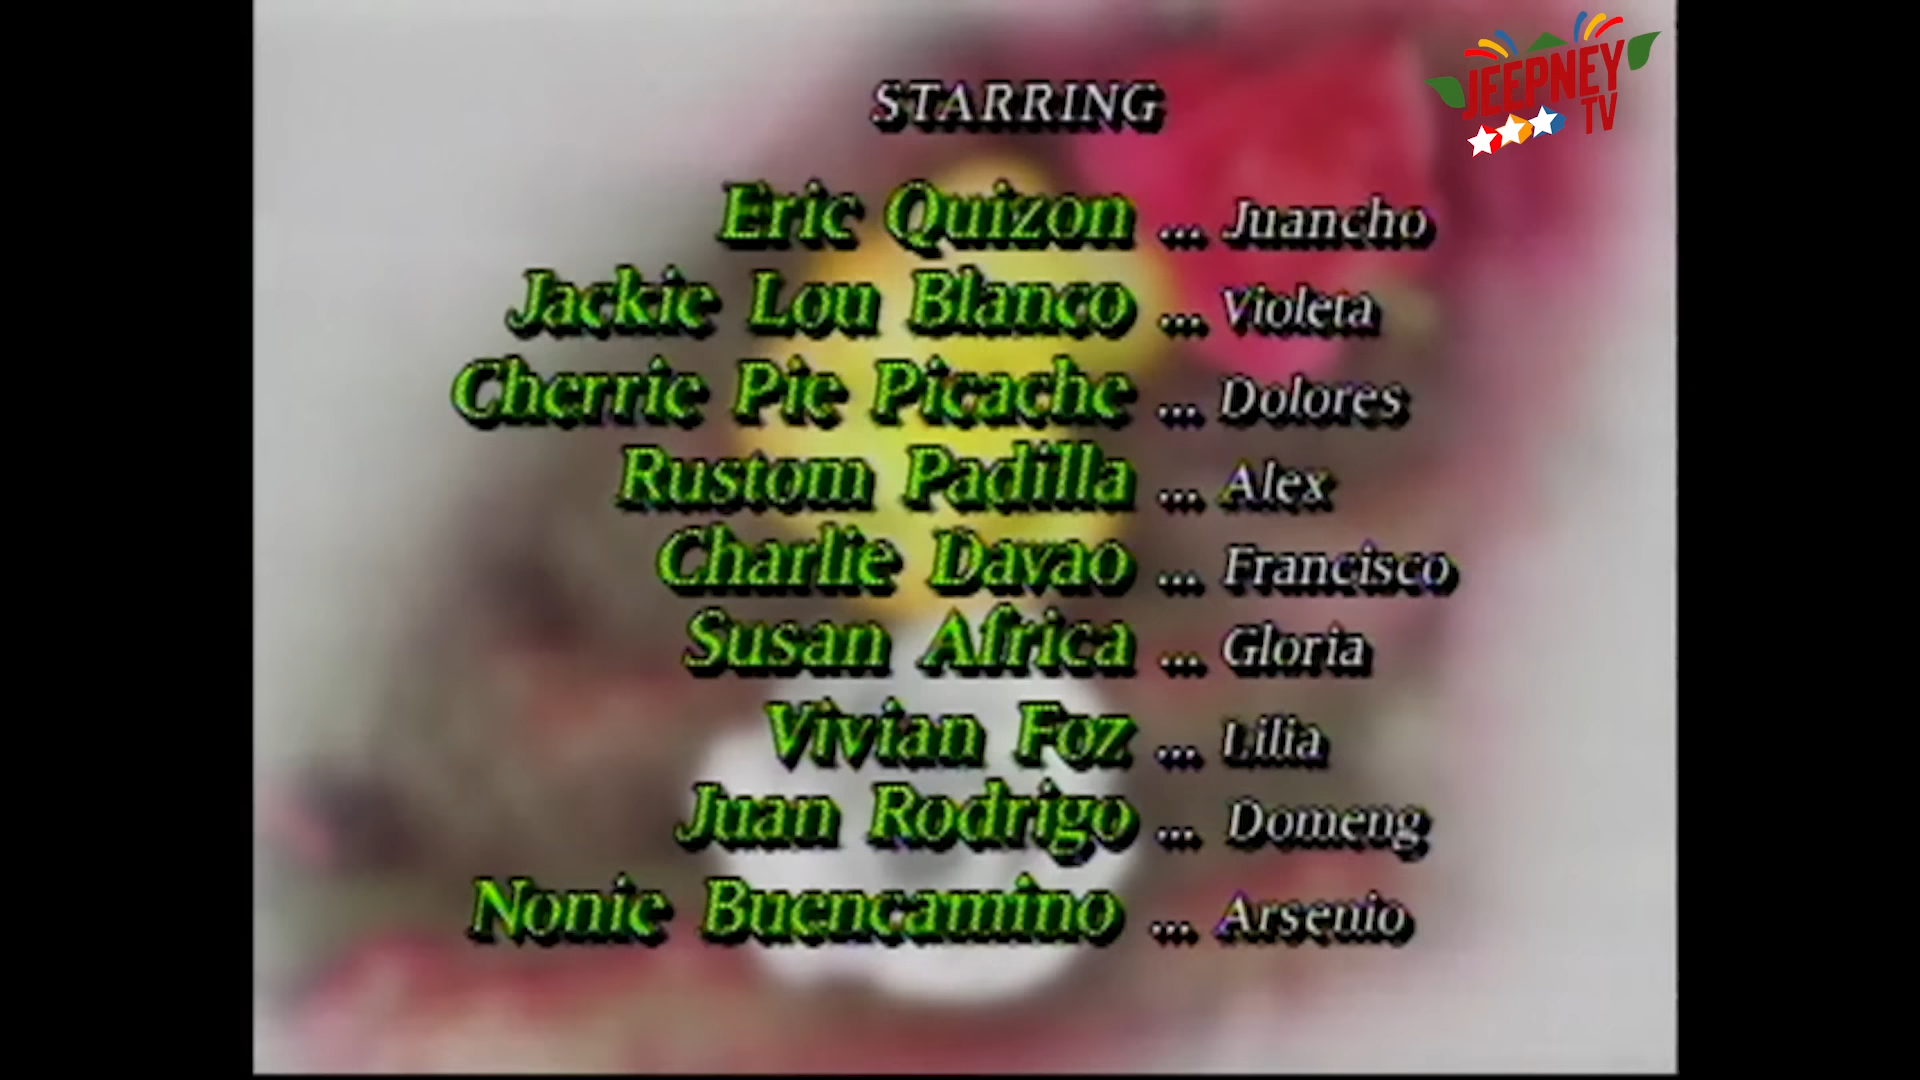 JEEPNEY
TV
STARRING
Eric Quizon ... Juancho
Jackie Lou Blanco ... Violeta
Cherrie Pie Picache ... Dolores
Rustom Padilla ... Alex
Charlie Davao ... Francisco
Susan Africa ... Gloria
Vivian Foz ... Lilia
Juan Rodrigo ... Domeng
Nonie Buencamino ... Arsenio